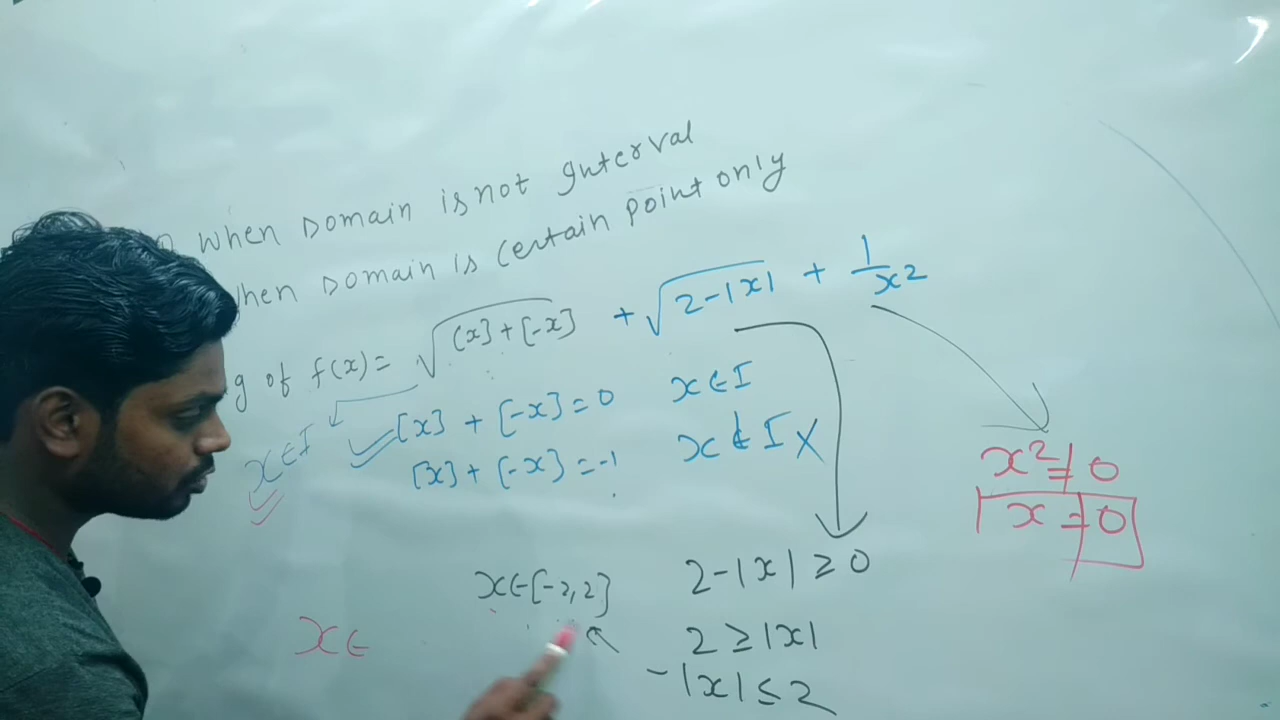 When Domain is not Interval
When Domain is certain point only
g of f(x)= √([x]+[-x]) + √(2-|x|) + 1/x2
x∈I [x] + [-x] = 0 x∈I
[x] + [-x] = -1 x∉I X
x²≠0
x≠0
x∈[-2,2] 2-|x| ≥ 0
x∈ 2 ≥ |x|
-|x| ≤ 2